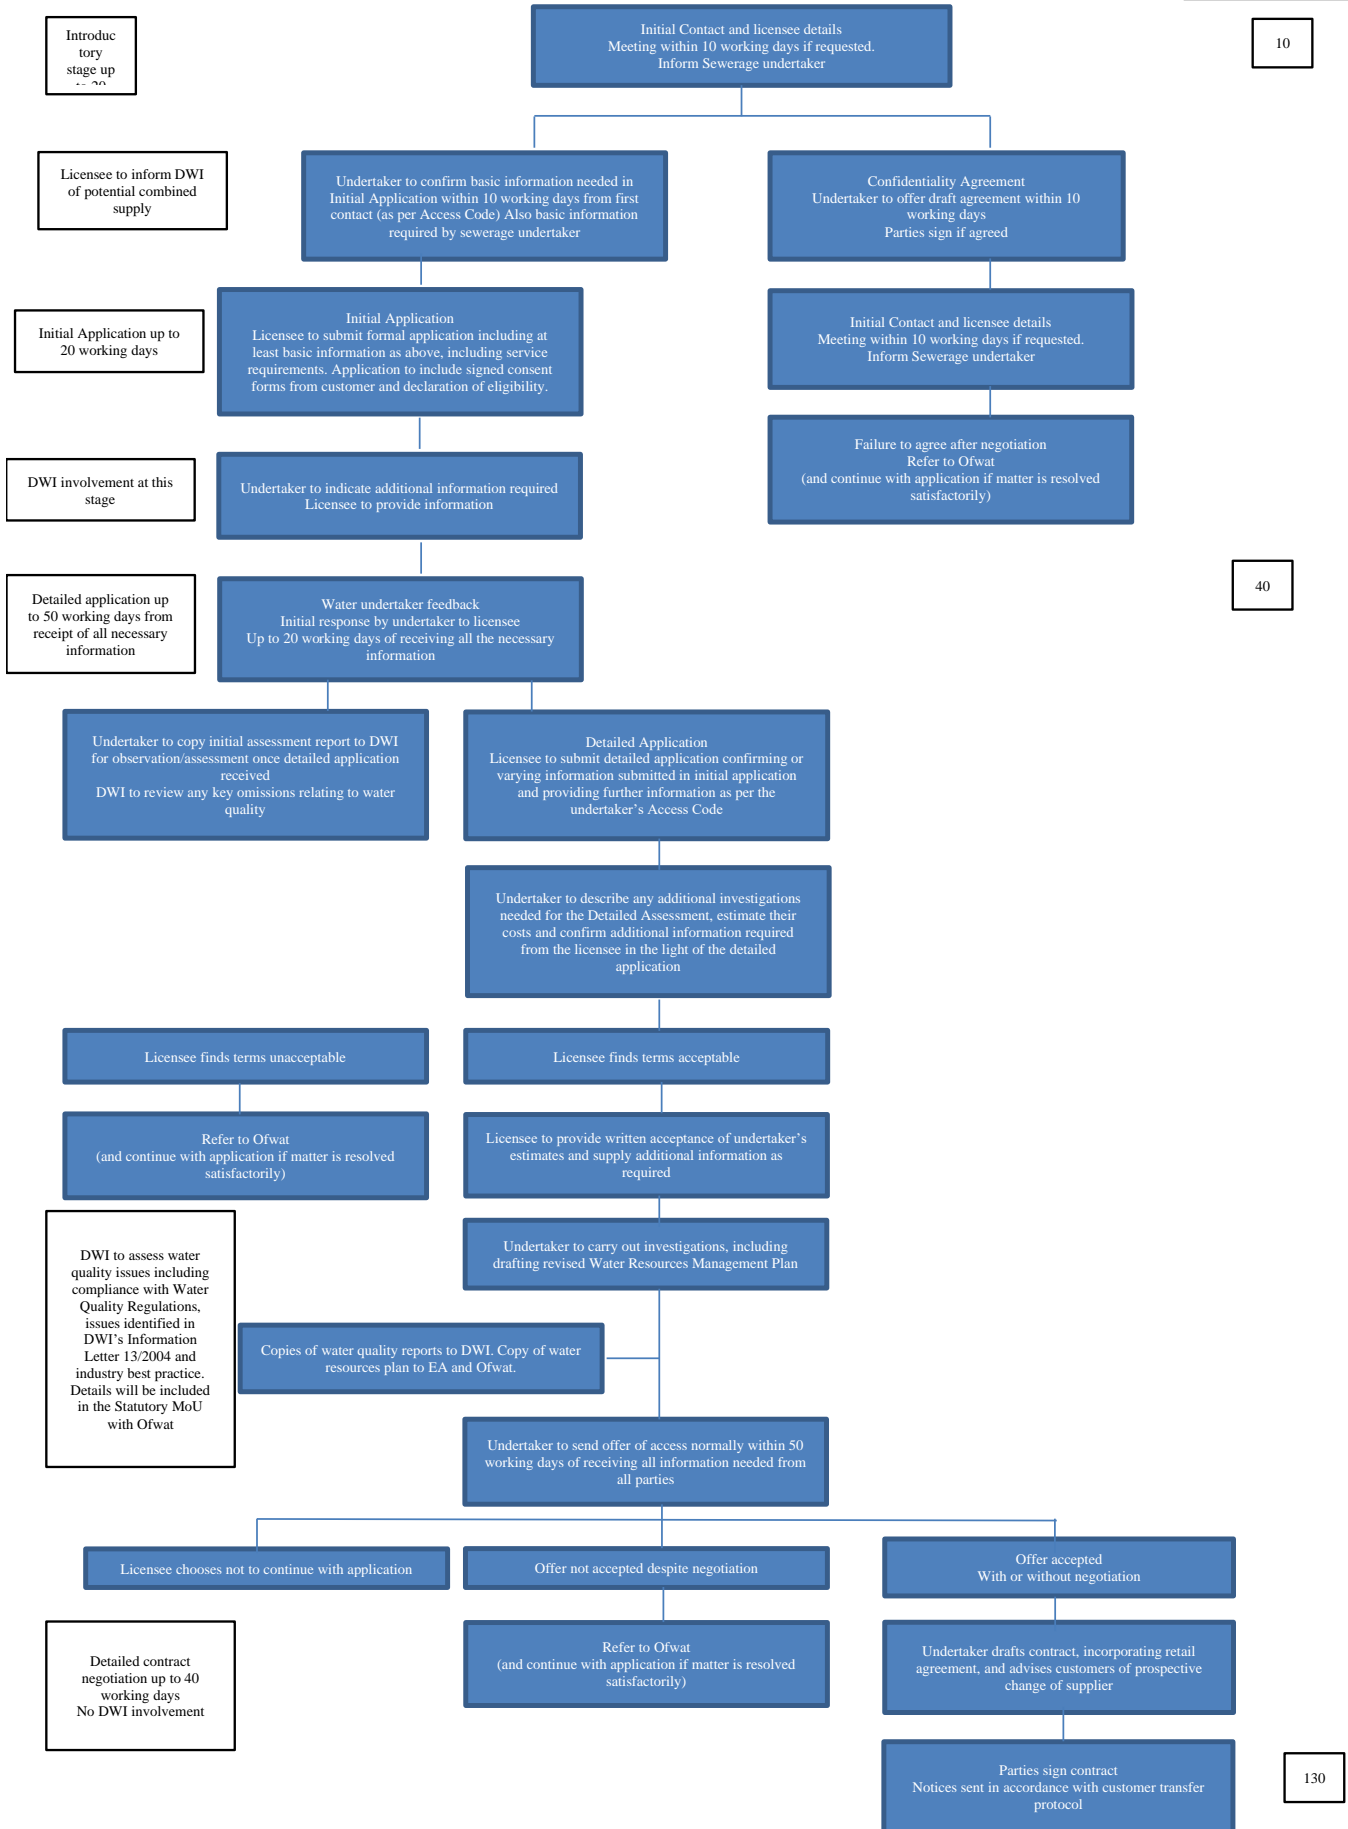 Introduc
tory
stage up
to 20
Initial Contact and licensee details
Meeting within 10 working days if requested.
Inform Sewerage undertaker
10
Licensee to inform DWI
of potential combined
supply
Undertaker to confirm basic information needed in
Initial Application within 10 working days from first
contact (as per Access Code) Also basic information
required by sewerage undertaker
Confidentiality Agreement
Undertaker to offer draft agreement within 10
working days
Parties sign if agreed
Initial Application up to
20 working days
Initial Application
Licensee to submit formal application including at
least basic information as above, including service
requirements. Application to include signed consent
forms from customer and declaration of eligibility.
Initial Contact and licensee details
Meeting within 10 working days if requested.
Inform Sewerage undertaker
DWI involvement at this
stage
Undertaker to indicate additional information required
Licensee to provide information
Failure to agree after negotiation
Refer to Ofwat
(and continue with application if matter is resolved
satisfactorily)
Detailed application up
to 50 working days from
receipt of all necessary
information
Water undertaker feedback
Initial response by undertaker to licensee
Up to 20 working days of receiving all the necessary
information
40
Undertaker to copy initial assessment report to DWI
for observation/assessment once detailed application
received
DWI to review any key omissions relating to water
quality
Detailed Application
Licensee to submit detailed application confirming or
varying information submitted in initial application
and providing further information as per the
undertaker’s Access Code
Undertaker to describe any additional investigations
needed for the Detailed Assessment, estimate their
costs and confirm additional information required
from the licensee in the light of the detailed
application
Licensee finds terms unacceptable
Licensee finds terms acceptable
Refer to Ofwat
(and continue with application if matter is resolved
satisfactorily)
Licensee to provide written acceptance of undertaker’s
estimates and supply additional information as
required
DWI to assess water
quality issues including
compliance with Water
Quality Regulations,
issues identified in
DWI’s Information
Letter 13/2004 and
industry best practice.
Details will be included
in the Statutory MoU
with Ofwat
Undertaker to carry out investigations, including
drafting revised Water Resources Management Plan
Copies of water quality reports to DWI. Copy of water
resources plan to EA and Ofwat.
Undertaker to send offer of access normally within 50
working days of receiving all information needed from
all parties
Licensee chooses not to continue with application
Offer not accepted despite negotiation
Offer accepted
With or without negotiation
Detailed contract
negotiation up to 40
working days
No DWI involvement
Refer to Ofwat
(and continue with application if matter is resolved
satisfactorily)
Undertaker drafts contract, incorporating retail
agreement, and advises customers of prospective
change of supplier
Parties sign contract
Notices sent in accordance with customer transfer
protocol
130